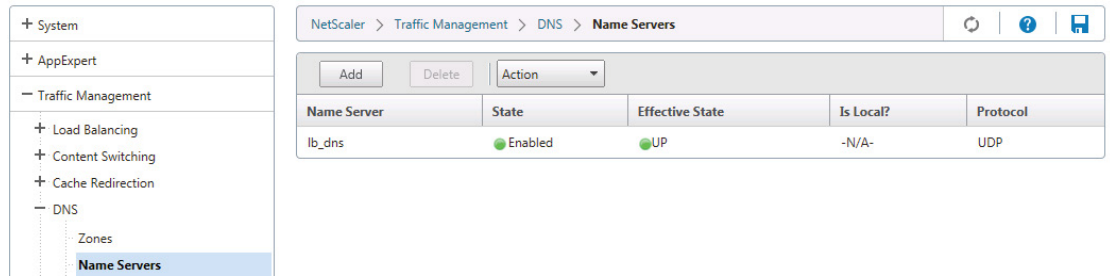 + System
+ AppExpert
− Traffic Management
+ Load Balancing
+ Content Switching
+ Cache Redirection
− DNS
Zones
Name Servers
NetScaler > Traffic Management > DNS > Name Servers
?
Add Delete Action
Name Server State Effective State Is Local? Protocol
lb_dns Enabled UP -N/A- UDP